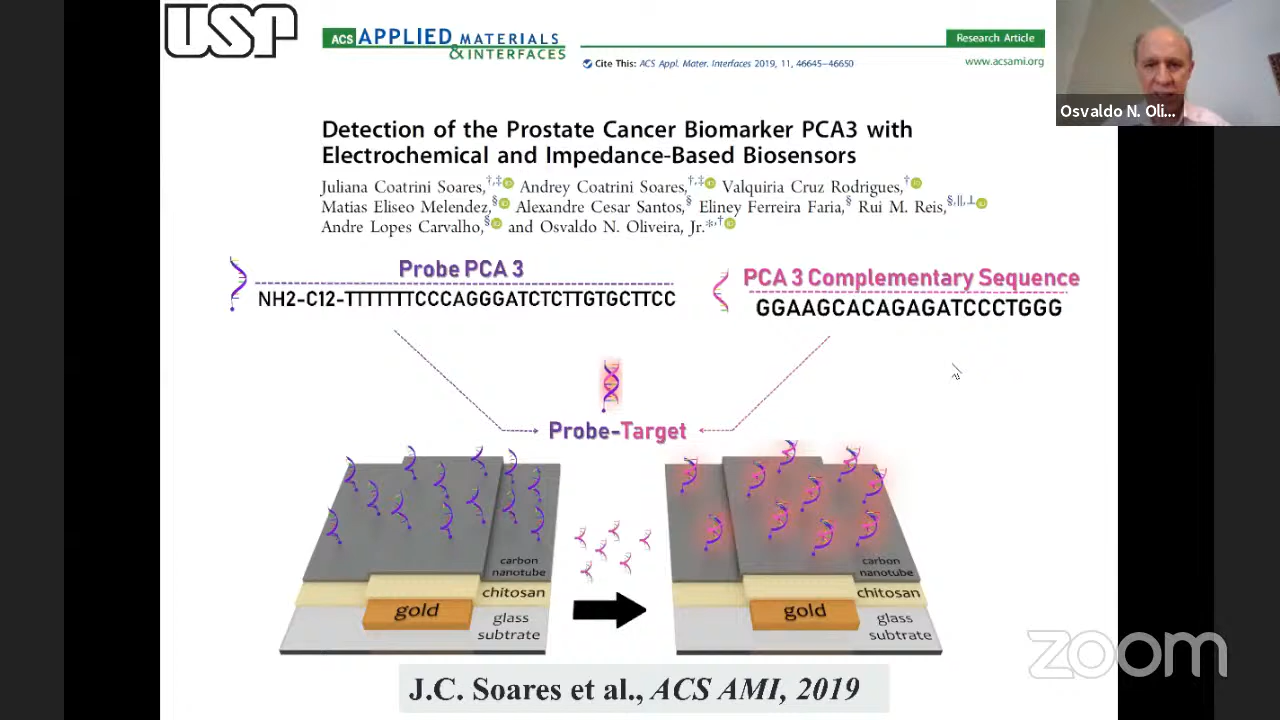 USP
ACS APPLIED MATERIALS
& INTERFACES
Research Article
Cite This: ACS Appl. Mater. Interfaces 2019, 11, 46645−46650
www.acsami.org
Osvaldo N. Oli...
Detection of the Prostate Cancer Biomarker PCA3 with
Electrochemical and Impedance-Based Biosensors
Juliana Coatrini Soares,†,‡ Andrey Coatrini Soares,†,‡ Valquiria Cruz Rodrigues,†
Matias Eliseo Melendez,§ Alexandre Cesar Santos,§ Eliney Ferreira Faria,§ Rui M. Reis,§,∥,⊥
Andre Lopes Carvalho,§ and Osvaldo N. Oliveira, Jr.*,†
Probe PCA 3
NH2-C12-TTTTTTTCCCAGGGATCTCTTGTGCTTCC
PCA 3 Complementary Sequence
GGAAGCACAGAGATCCCTGGG
Probe-Target
carbon
nanotube
chitosan
gold
glass
subtrate
carbon
nanotube
chitosan
gold
glass
subtrate
zoom
J.C. Soares et al., ACS AMI, 2019